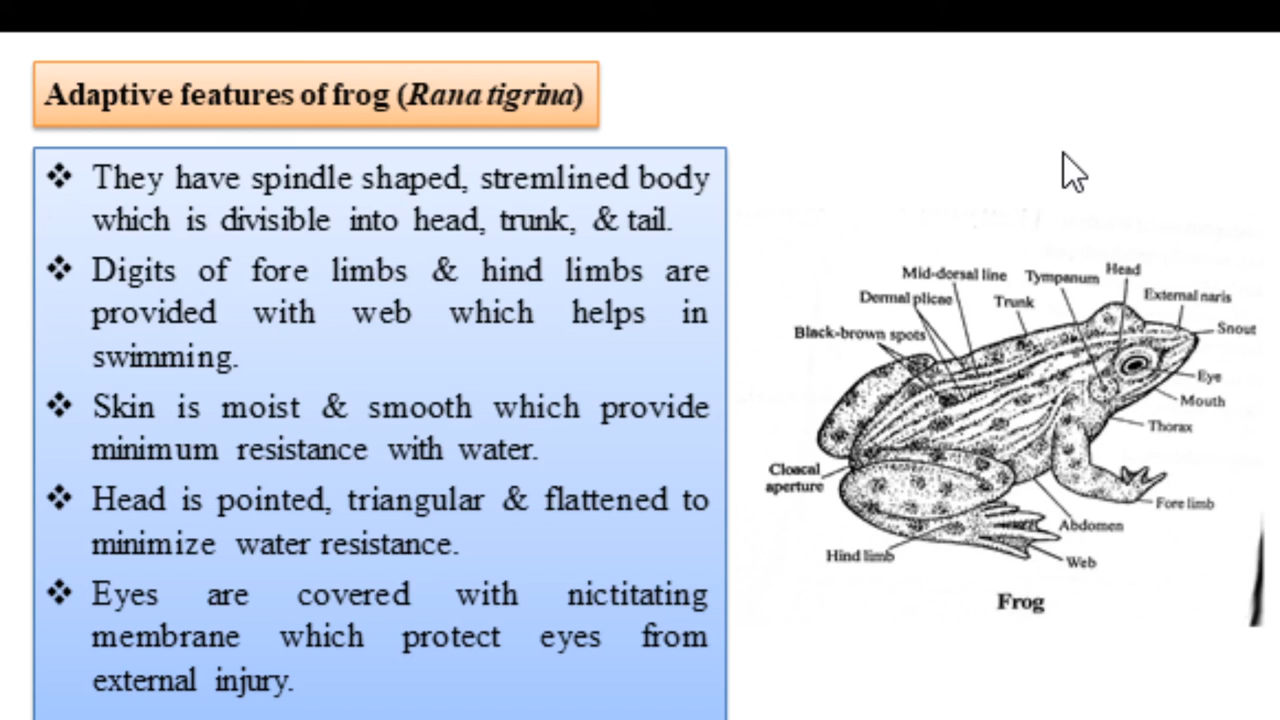 Adaptive features of frog (Rana tigrina)
❖ They have spindle shaped, stremlined body
which is divisible into head, trunk, & tail.
❖ Digits of fore limbs & hind limbs are
provided with web which helps in
swimming.
❖ Skin is moist & smooth which provide
minimum resistance with water.
❖ Head is pointed, triangular & flattened to
minimize water resistance.
❖ Eyes are covered with nictitating
membrane which protect eyes from
external injury.
Mid-dorsal line
Tympanum
Head
Dermal plicae
Trunk
External naris
Black-brown spots
Snout
Eye
Mouth
Thorax
Cloacal
aperture
Fore limb
Abdomen
Hind limb
Web
Frog